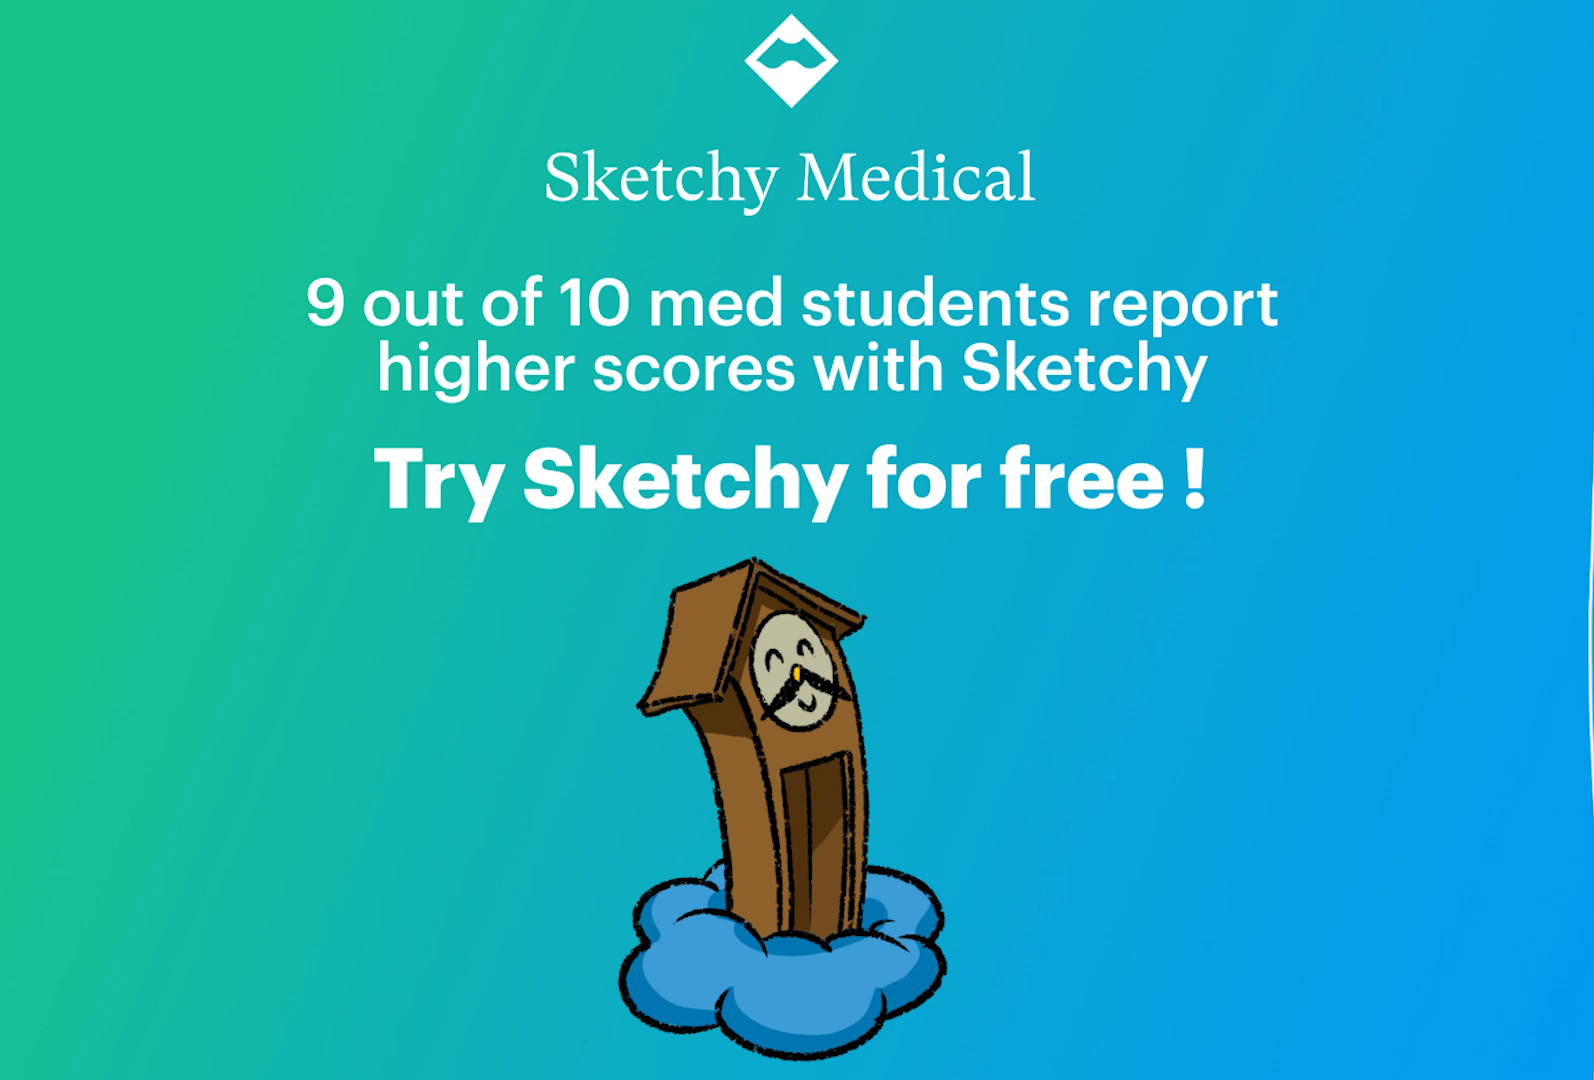 Sketchy Medical
9 out of 10 med students report
higher scores with Sketchy
Try Sketchy for free !